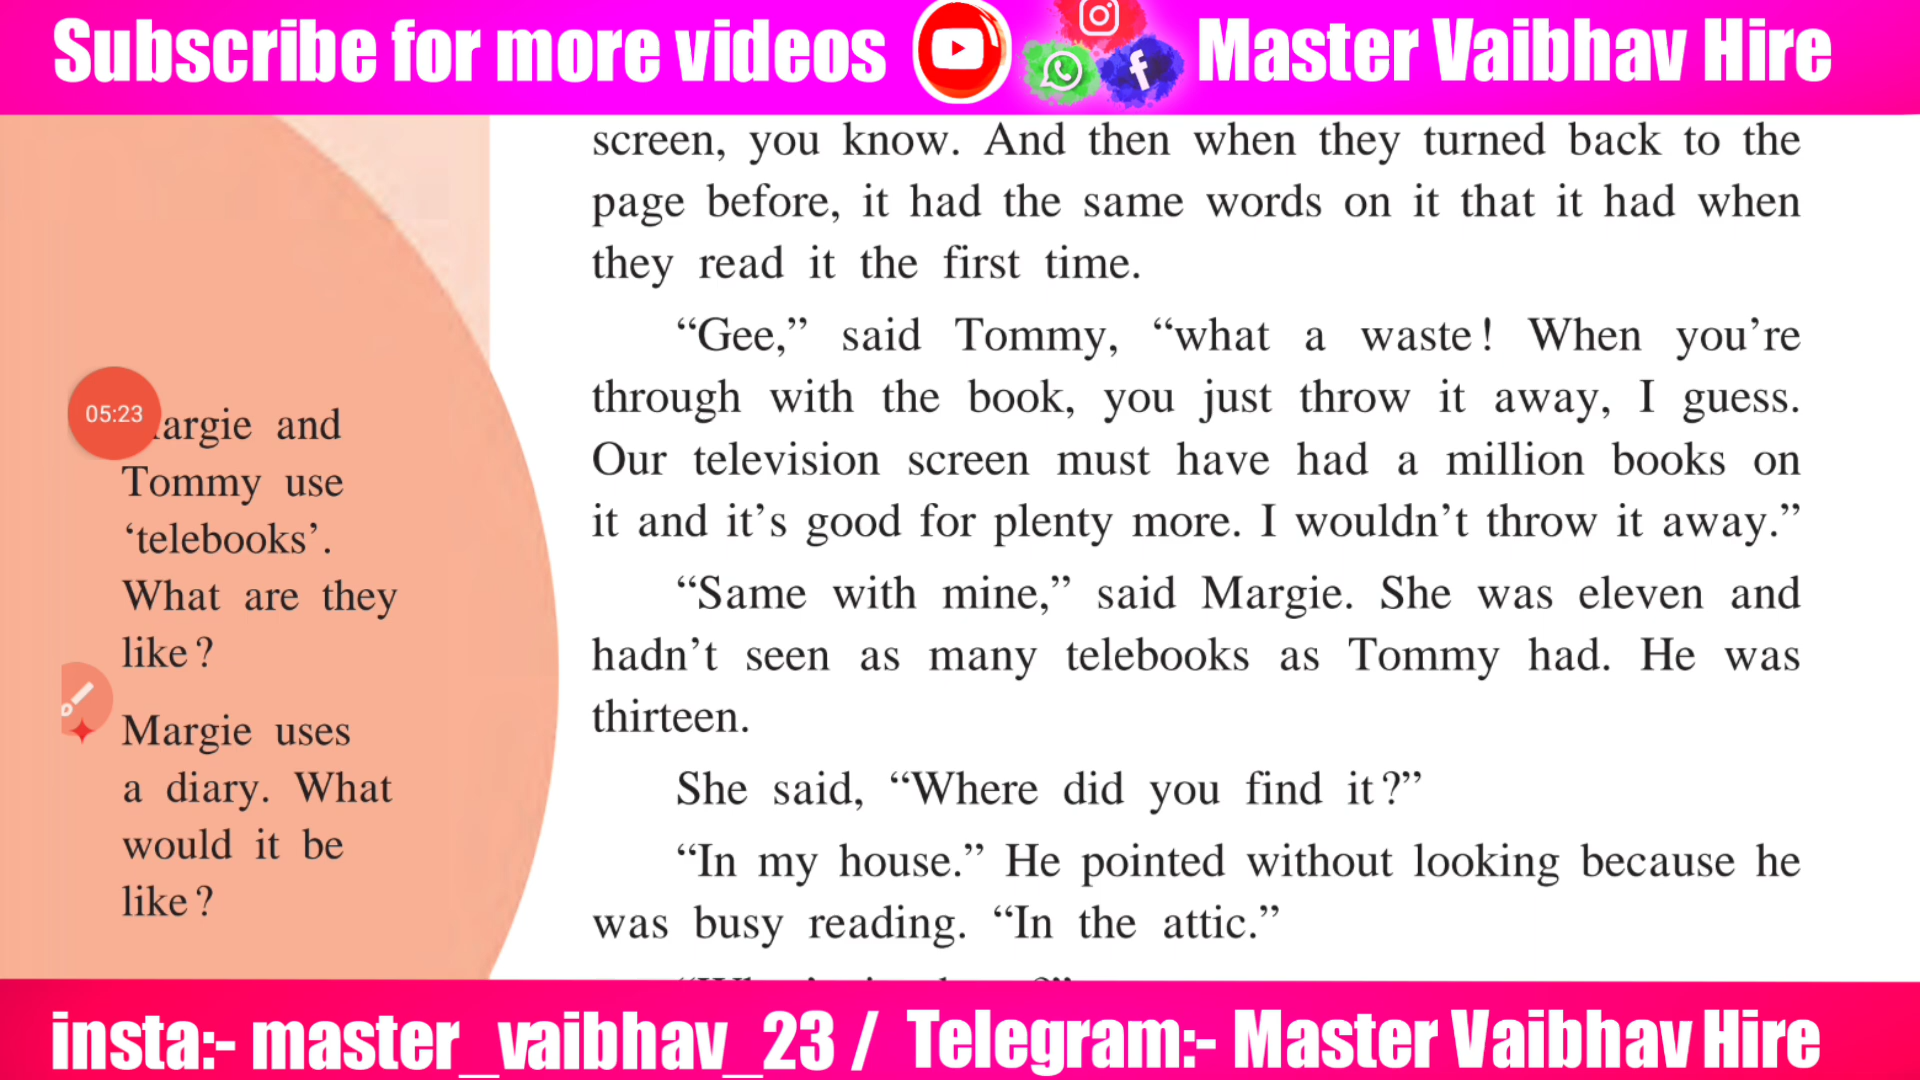 Subscribe for more videos Master Vaibhav Hire
screen, you know. And then when they turned back to the
page before, it had the same words on it that it had when
they read it the first time.
“Gee,” said Tommy, “what a waste! When you’re
through with the book, you just throw it away, I guess.
Our television screen must have had a million books on
it and it’s good for plenty more. I wouldn’t throw it away.”
“Same with mine,” said Margie. She was eleven and
hadn’t seen as many telebooks as Tommy had. He was
thirteen.
She said, “Where did you find it?”
“In my house.” He pointed without looking because he
was busy reading. “In the attic.”
05:23
argie and
Tommy use
‘telebooks’.
What are they
like?
Margie uses
a diary. What
would it be
like?
insta:- master_vaibhav_23 / Telegram:- Master Vaibhav Hire